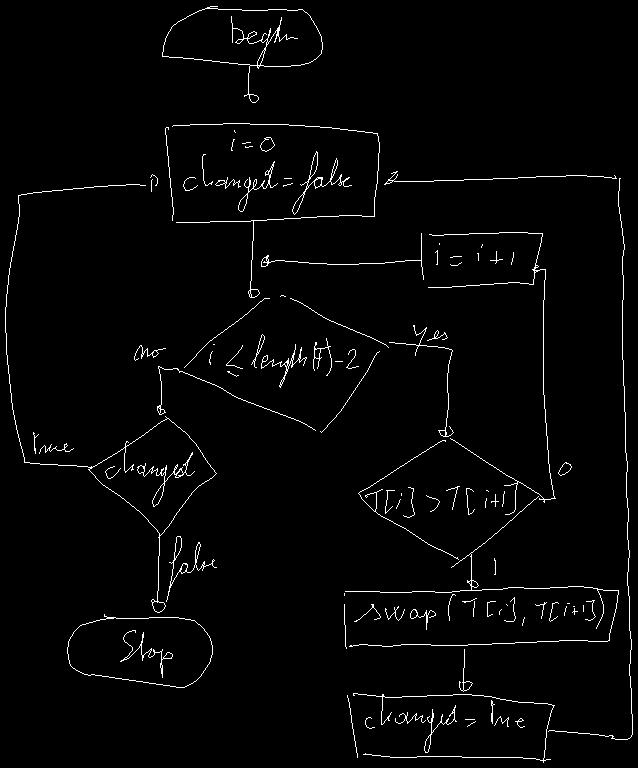 begin
i = 0
changed = false
i = i + 1
i ≤ length(T) - 2
yes
no
true
changed
T[i] > T[i+1]
0
1
false
swap(T[i], T[i+1])
Stop
changed = true